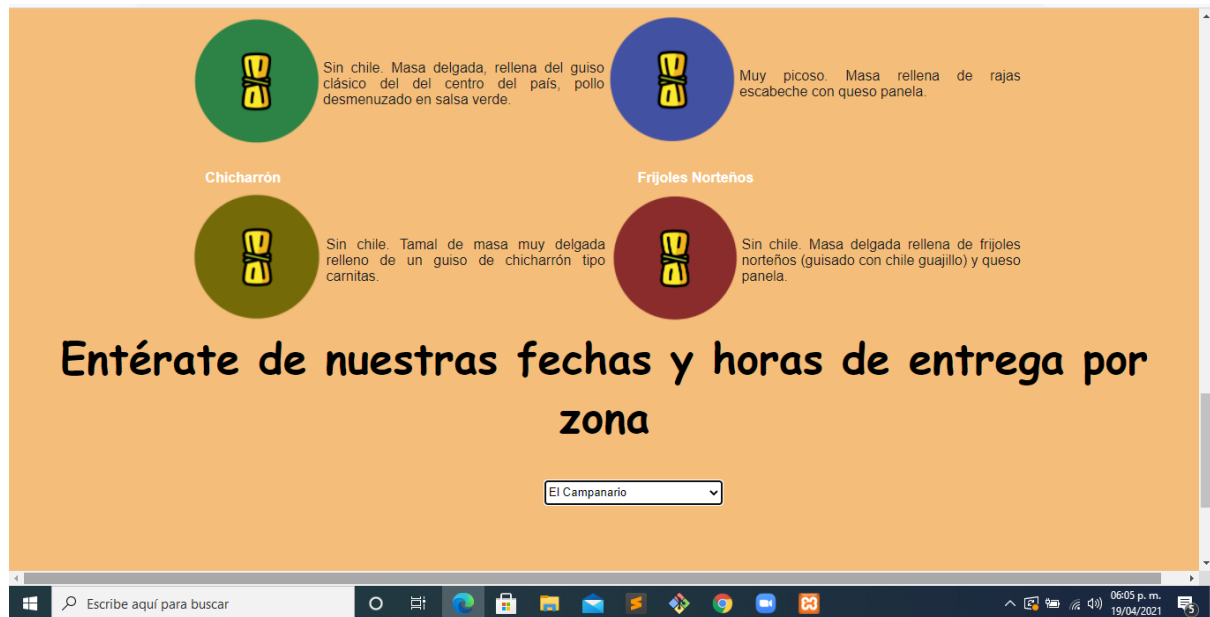 Sin chile. Masa delgada, rellena del guiso
clásico del del centro del país, pollo
desmenuzado en salsa verde.
Muy picoso. Masa rellena de rajas
escabeche con queso panela.
Chicharrón
Frijoles Norteños
Sin chile. Tamal de masa muy delgada
relleno de un guiso de chicharrón tipo
carnitas.
Sin chile. Masa delgada rellena de frijoles
norteños (guisado con chile guajillo) y queso
panela.
Entérate de nuestras fechas y horas de entrega por
zona
El Campanario
Escribe aquí para buscar
06:05 p. m.
19/04/2021
5